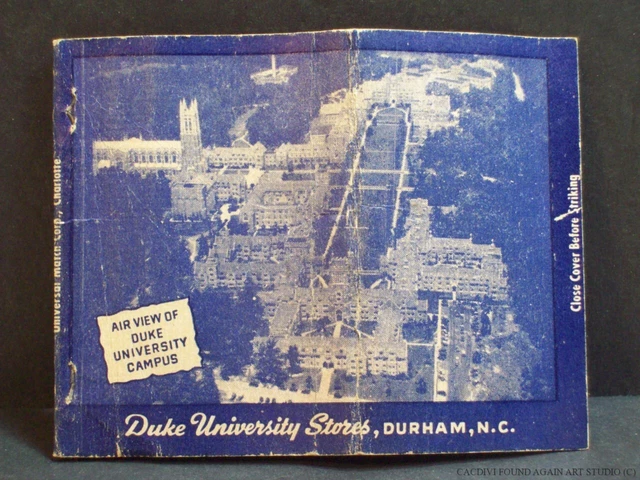 Universal Match Corp., Charlotte
AIR VIEW OF
DUKE
UNIVERSITY
CAMPUS
Close Cover Before Striking
Duke University Stores, DURHAM, N.C.
CACDIVI FOUND AGAIN ART STUDIO (C)